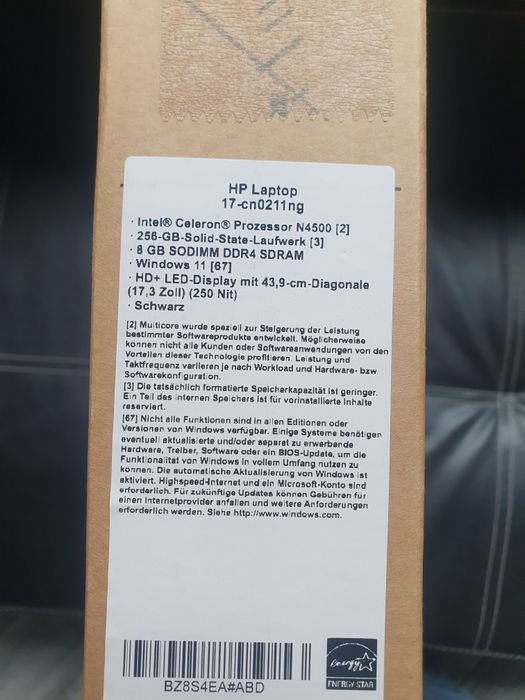 HP Laptop
17-cn0211ng
· Intel® Celeron® Prozessor N4500 [2]
· 256-GB-Solid-State-Laufwerk [3]
· 8 GB SODIMM DDR4 SDRAM
· Windows 11 [67]
· HD+ LED-Display mit 43,9-cm-Diagonale
(17,3 Zoll) (250 Nit)
· Schwarz
[2] Multicore wurde speziell zur Steigerung der Leistung
bestimmter Softwareprodukte entwickelt. Möglicherweise
können nicht alle Kunden oder Softwareanwendungen von den
Vorteilen dieser Technologie profitieren. Leistung und
Taktfrequenz variieren je nach Workload und Hardware- bzw.
Softwarekonfiguration.
[3] Die tatsächlich formatierte Speicherkapazität ist geringer.
Ein Teil des internen Speichers ist für vorinstallierte Inhalte
reserviert.
[67] Nicht alle Funktionen sind in allen Editionen oder
Versionen von Windows verfügbar. Einige Systeme benötigen
eventuell aktualisierte und/oder separat zu erwerbende
Hardware, Treiber, Software oder ein BIOS-Update, um die
Funktionalität von Windows in vollem Umfang nutzen zu
können. Die automatische Aktualisierung von Windows ist
aktiviert. Highspeed-Internet und ein Microsoft-Konto sind
erforderlich. Für zukünftige Updates können Gebühren für
einen Internetprovider anfallen und weitere Anforderungen
erforderlich werden. Siehe http://www.windows.com.
BZ8S4EA#ABD
energy
ENERGY STAR